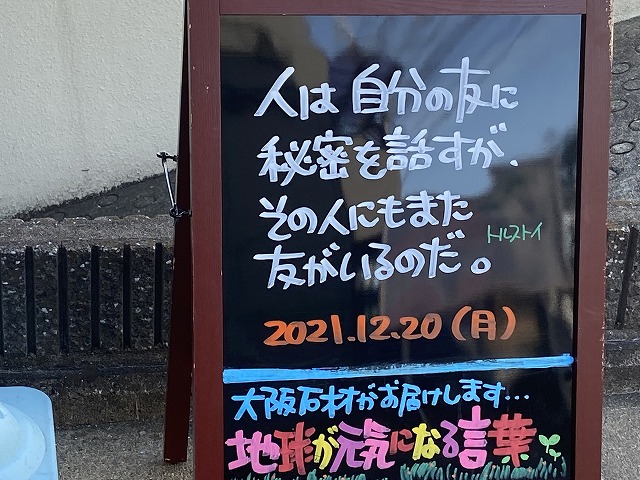 人は自分の友に
秘密を話すが、
その人にもまた
友がいるのだ。
トルストイ
2021.12.20(月)
大阪石材がお届けします…
地球が元気になる言葉